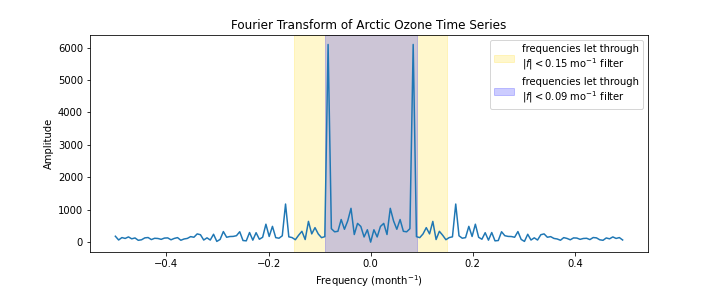 Fourier Transform of Arctic Ozone Time Series
6000
5000
4000
3000
2000
1000
0
Amplitude
frequencies let through
|f| < 0.15 mo⁻¹ filter
frequencies let through
|f| < 0.09 mo⁻¹ filter
−0.4 −0.2 0.0 0.2 0.4
Frequency (month⁻¹)